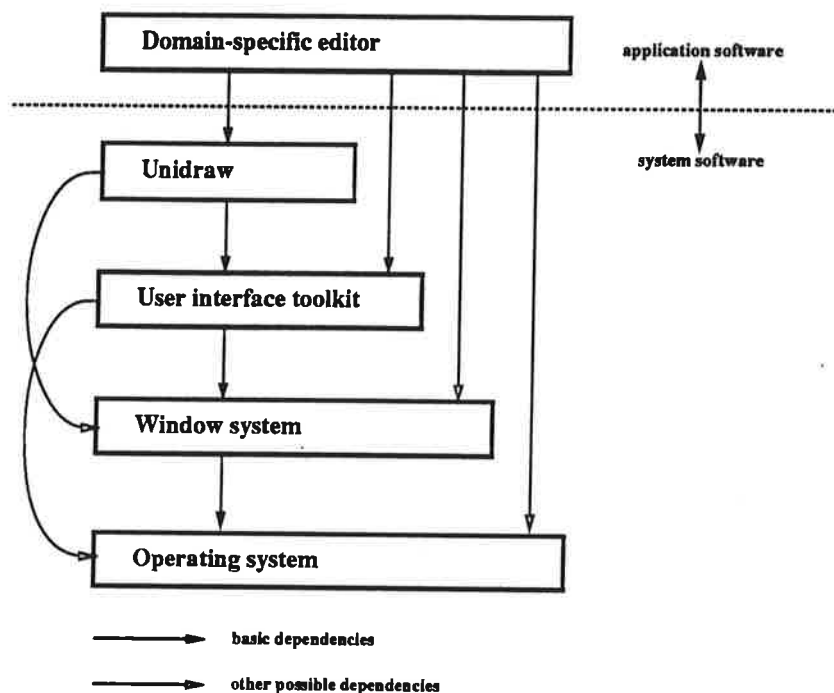 Domain-specific editor
application software
system software
Unidraw
User interface toolkit
Window system
Operating system
basic dependencies
other possible dependencies